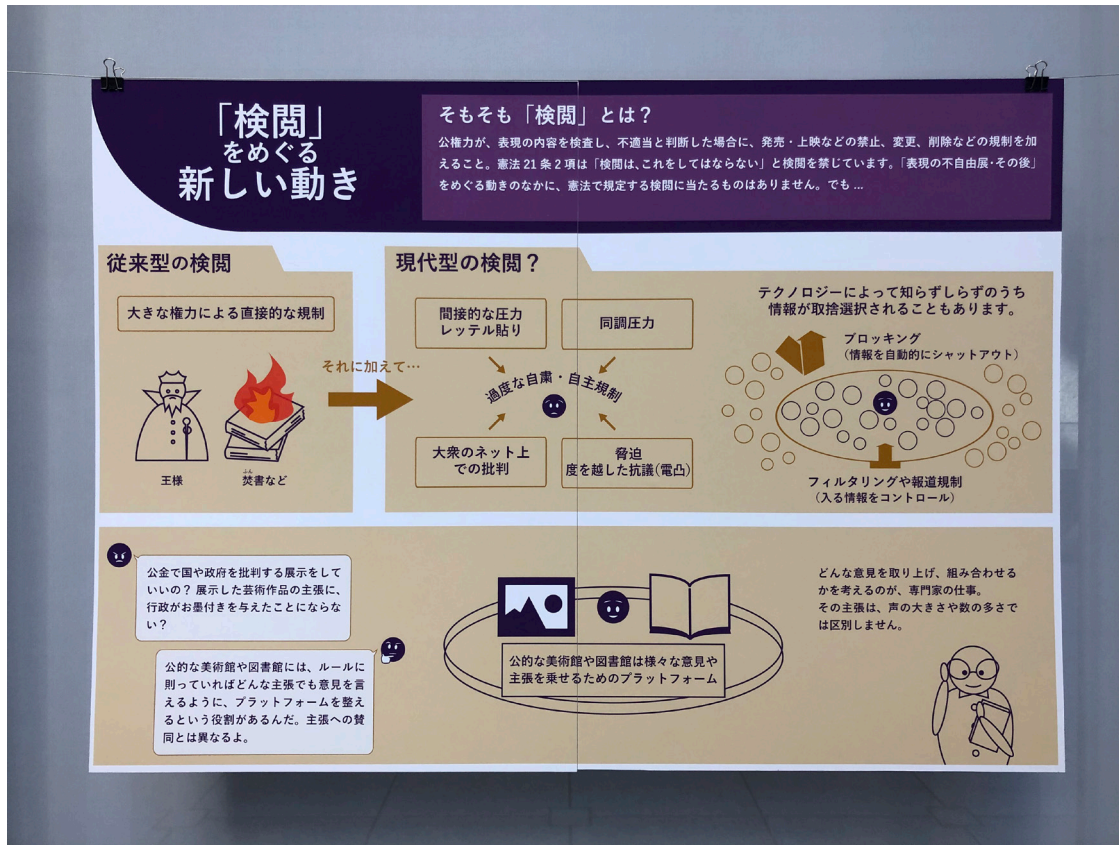 「検閲」
をめぐる
新しい動き
そもそも「検閲」とは？
公権力が、表現の内容を検査し、不適当と判断した場合に、発売・上映などの禁止、変更、削除などの規制を加
えること。憲法21条2項は「検閲は、これをしてはならない」と検閲を禁じています。「表現の不自由展・その後」
をめぐる動きのなかに、憲法で規定する検閲に当たるものはありません。でも…
従来型の検閲
大きな権力による直接的な規制
王様
ふん
焚書など
それに加えて…
現代型の検閲？
間接的な圧力
レッテル貼り
同調圧力
過度な自粛・自主規制
大衆のネット上
での批判
脅迫
度を越した抗議（電凸）
テクノロジーによって知らずしらずのうち
情報が取捨選択されることもあります。
ブロッキング
（情報を自動的にシャットアウト）
フィルタリングや報道規制
（入る情報をコントロール）
公金で国や政府を批判する展示をして
いいの？ 展示した芸術作品の主張に、
行政がお墨付きを与えたことにならな
い？
公的な美術館や図書館には、ルールに
則っていればどんな主張でも意見を言
えるように、プラットフォームを整え
るという役割があるんだ。主張への賛
同とは異なるよ。
公的な美術館や図書館は様々な意見や
主張を乗せるためのプラットフォーム
どんな意見を取り上げ、組み合わせる
かを考えるのが、専門家の仕事。
その主張は、声の大きさや数の多さで
は区別しません。